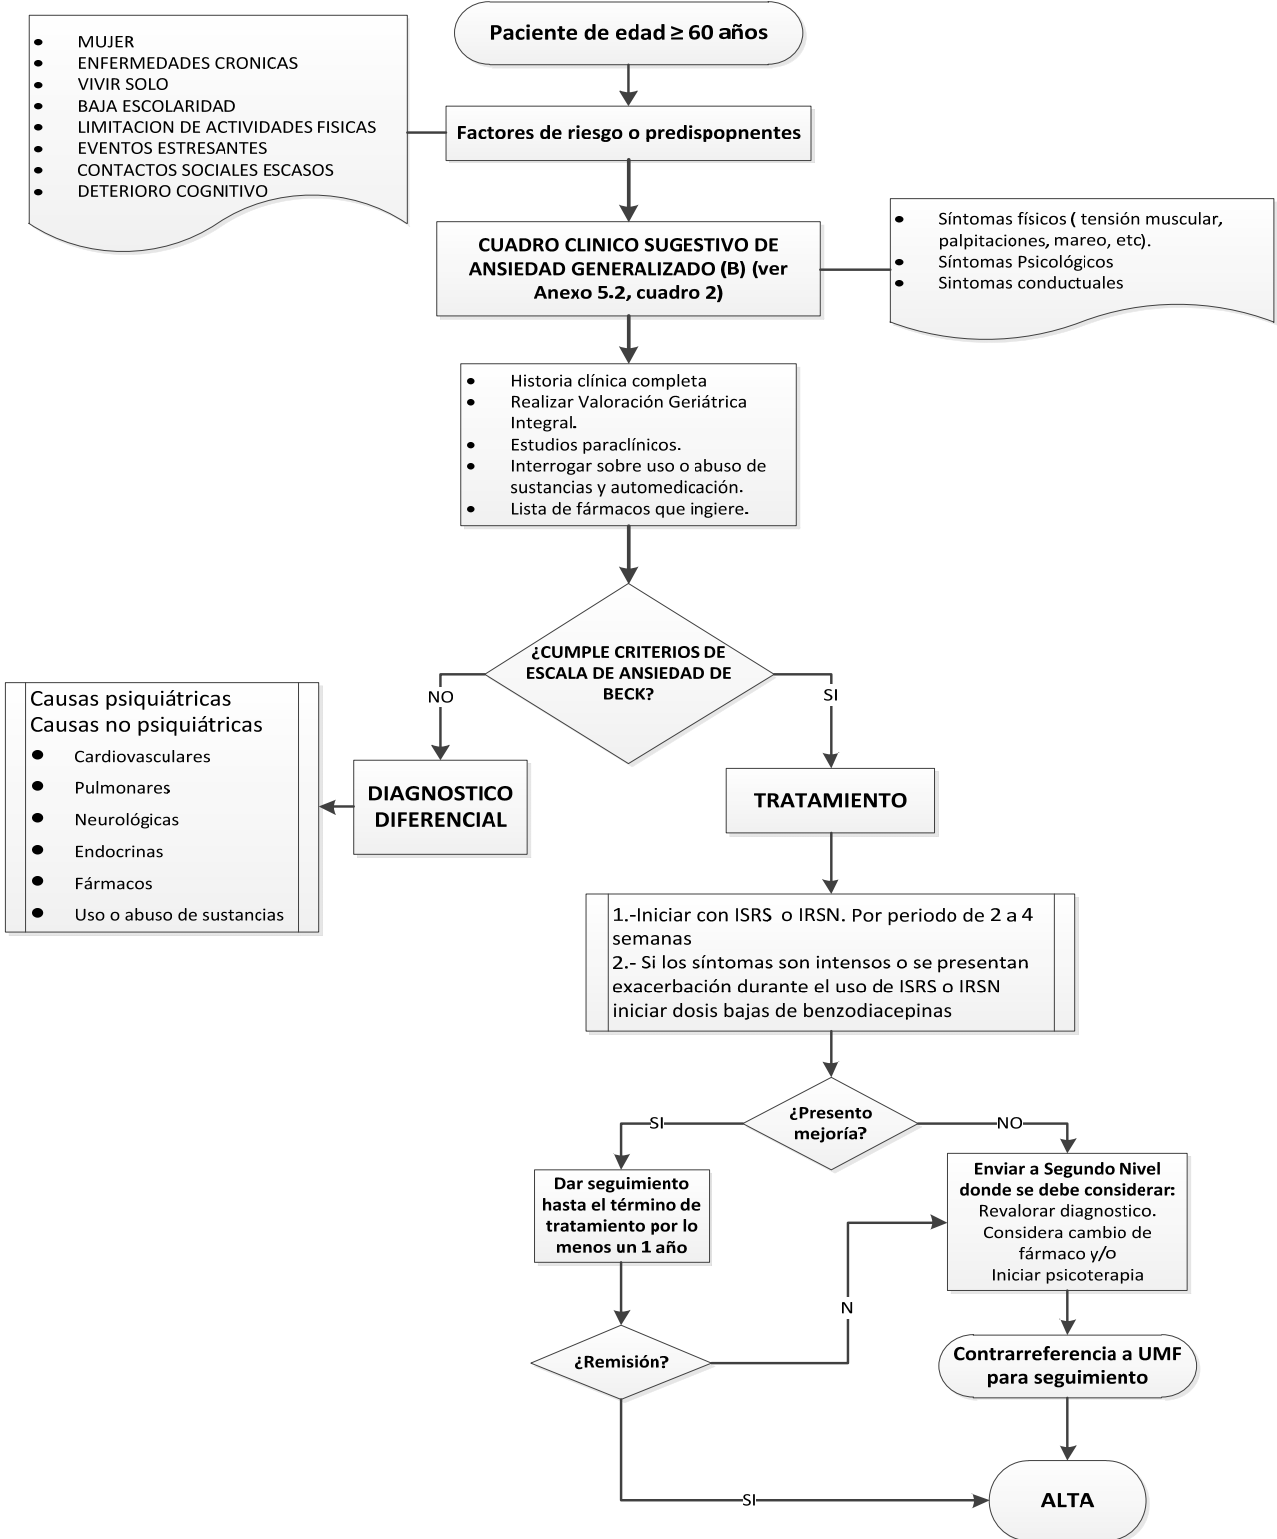 Paciente de edad ≥ 60 años
• MUJER
• ENFERMEDADES CRONICAS
• VIVIR SOLO
• BAJA ESCOLARIDAD
• LIMITACION DE ACTIVIDADES FISICAS
• EVENTOS ESTRESANTES
• CONTACTOS SOCIALES ESCASOS
• DETERIORO COGNITIVO
Factores de riesgo o predispopnentes
CUADRO CLINICO SUGESTIVO DE
ANSIEDAD GENERALIZADO (B) (ver
Anexo 5.2, cuadro 2)
• Síntomas físicos ( tensión muscular,
palpitaciones, mareo, etc).
• Síntomas Psicológicos
• Sintomas conductuales
• Historia clínica completa
• Realizar Valoración Geriátrica
Integral.
• Estudios paraclínicos.
• Interrogar sobre uso o abuso de
sustancias y automedicación.
• Lista de fármacos que ingiere.
¿CUMPLE CRITERIOS DE
ESCALA DE ANSIEDAD DE
BECK?
NO
SI
Causas psiquiátricas
Causas no psiquiátricas
• Cardiovasculares
• Pulmonares
• Neurológicas
• Endocrinas
• Fármacos
• Uso o abuso de sustancias
DIAGNOSTICO
DIFERENCIAL
TRATAMIENTO
1.-Iniciar con ISRS o IRSN. Por periodo de 2 a 4
semanas
2.- Si los síntomas son intensos o se presentan
exacerbación durante el uso de ISRS o IRSN
iniciar dosis bajas de benzodiacepinas
¿Presento
mejoría?
SI
NO
Dar seguimiento
hasta el término de
tratamiento por lo
menos un 1 año
Enviar a Segundo Nivel
donde se debe considerar:
Revalorar diagnostico.
Considera cambio de
fármaco y/o
Iniciar psicoterapia
N
¿Remisión?
Contrarreferencia a UMF
para seguimiento
SI
ALTA